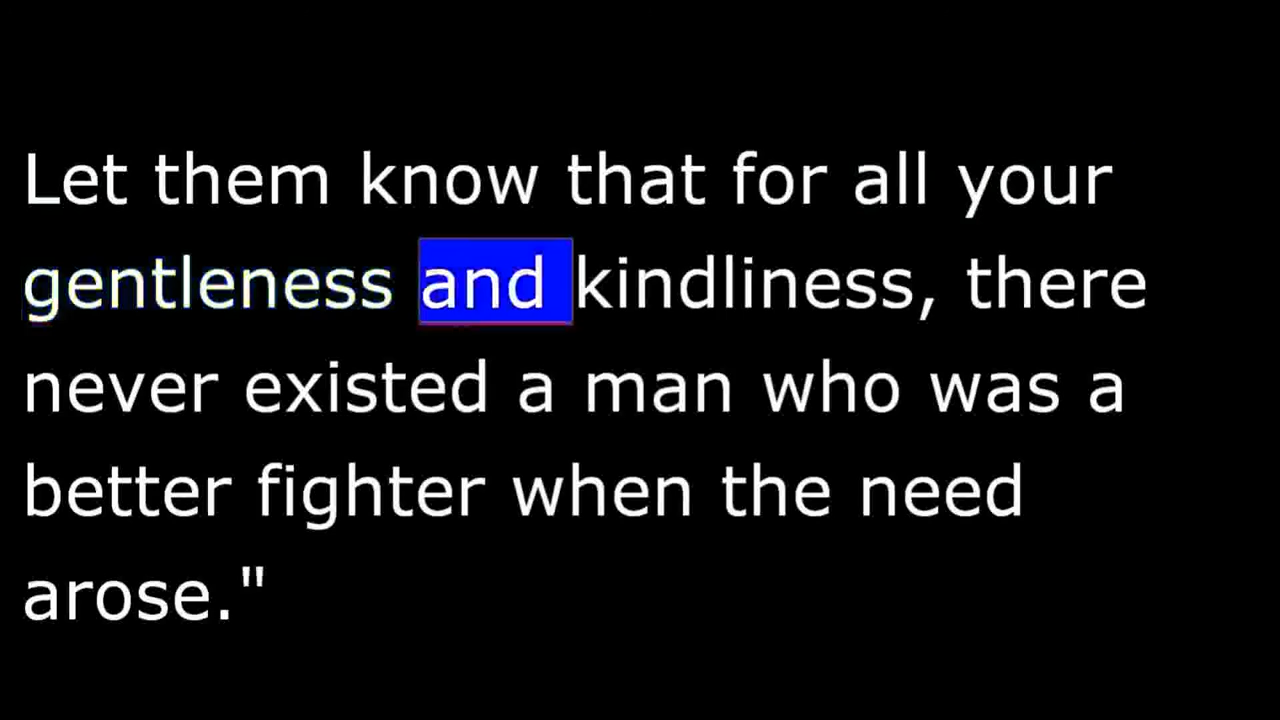 Let them know that for all your
gentleness and kindliness, there
never existed a man who was a
better fighter when the need
arose."